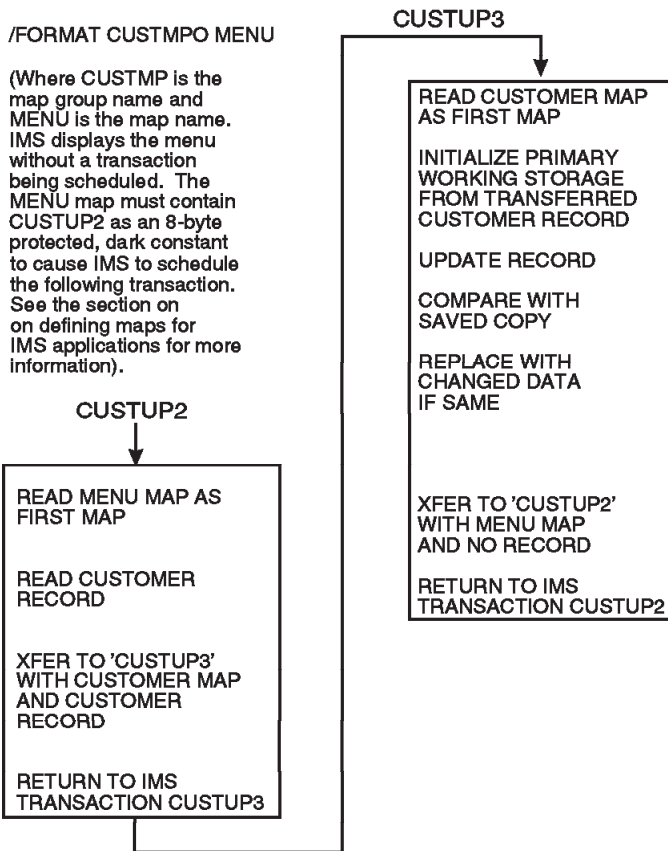 /FORMAT CUSTMPO MENU
(Where CUSTMP is the
map group name and
MENU is the map name.
IMS displays the menu
without a transaction
being scheduled. The
MENU map must contain
CUSTUP2 as an 8-byte
protected, dark constant
to cause IMS to schedule
the following transaction.
See the section on
on defining maps for
IMS applications for more
information).
CUSTUP2
READ MENU MAP AS
FIRST MAP
READ CUSTOMER
RECORD
XFER TO 'CUSTUP3'
WITH CUSTOMER MAP
AND CUSTOMER
RECORD
RETURN TO IMS
TRANSACTION CUSTUP3
CUSTUP3
READ CUSTOMER MAP
AS FIRST MAP
INITIALIZE PRIMARY
WORKING STORAGE
FROM TRANSFERRED
CUSTOMER RECORD
UPDATE RECORD
COMPARE WITH
SAVED COPY
REPLACE WITH
CHANGED DATA
IF SAME
XFER TO 'CUSTUP2'
WITH MENU MAP
AND NO RECORD
RETURN TO IMS
TRANSACTION CUSTUP2